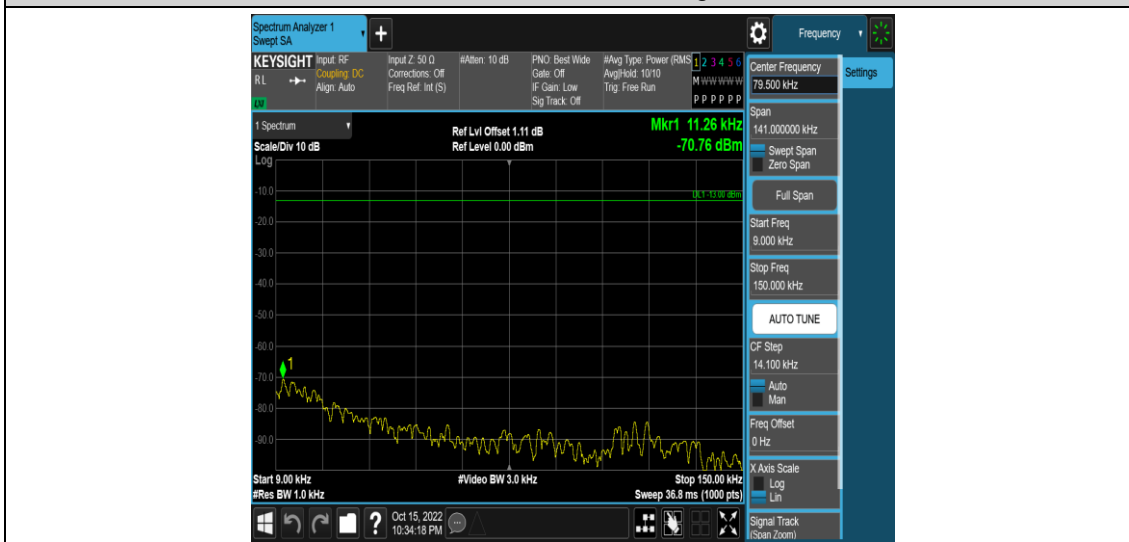 Spectrum Analyzer 1
Swept SA
+
Frequency
KEYSIGHT
RL
LXI
Input: RF
Coupling: DC
Align: Auto
Input Z: 50 Ω
Corrections: Off
Freq Ref: Int (S)
#Atten: 10 dB
PNO: Best Wide
Gate: Off
IF Gain: Low
Sig Track: Off
#Avg Type: Power (RMS
Avg|Hold: 10/10
Trig: Free Run
1 2 3 4 5 6
M W W W W W
P P P P P P
Center Frequency
79.500 kHz
Settings
Span
141.000000 kHz
Swept Span
Zero Span
Full Span
Start Freq
9.000 kHz
Stop Freq
150.000 kHz
AUTO TUNE
CF Step
14.100 kHz
Auto
Man
Freq Offset
0 Hz
X Axis Scale
Log
Lin
Signal Track
(Span Zoom)
1 Spectrum
Scale/Div 10 dB
Ref Lvl Offset 1.11 dB
Ref Level 0.00 dBm
Mkr1 11.26 kHz
-70.76 dBm
Log
DL1 -13.00 dBm
-10.0
-20.0
-30.0
-40.0
-50.0
-60.0
-70.0
-80.0
-90.0
1
Start 9.00 kHz
#Res BW 1.0 kHz
#Video BW 3.0 kHz
Stop 150.00 kHz
Sweep 36.8 ms (1000 pts)
?
Oct 15, 2022
10:34:18 PM